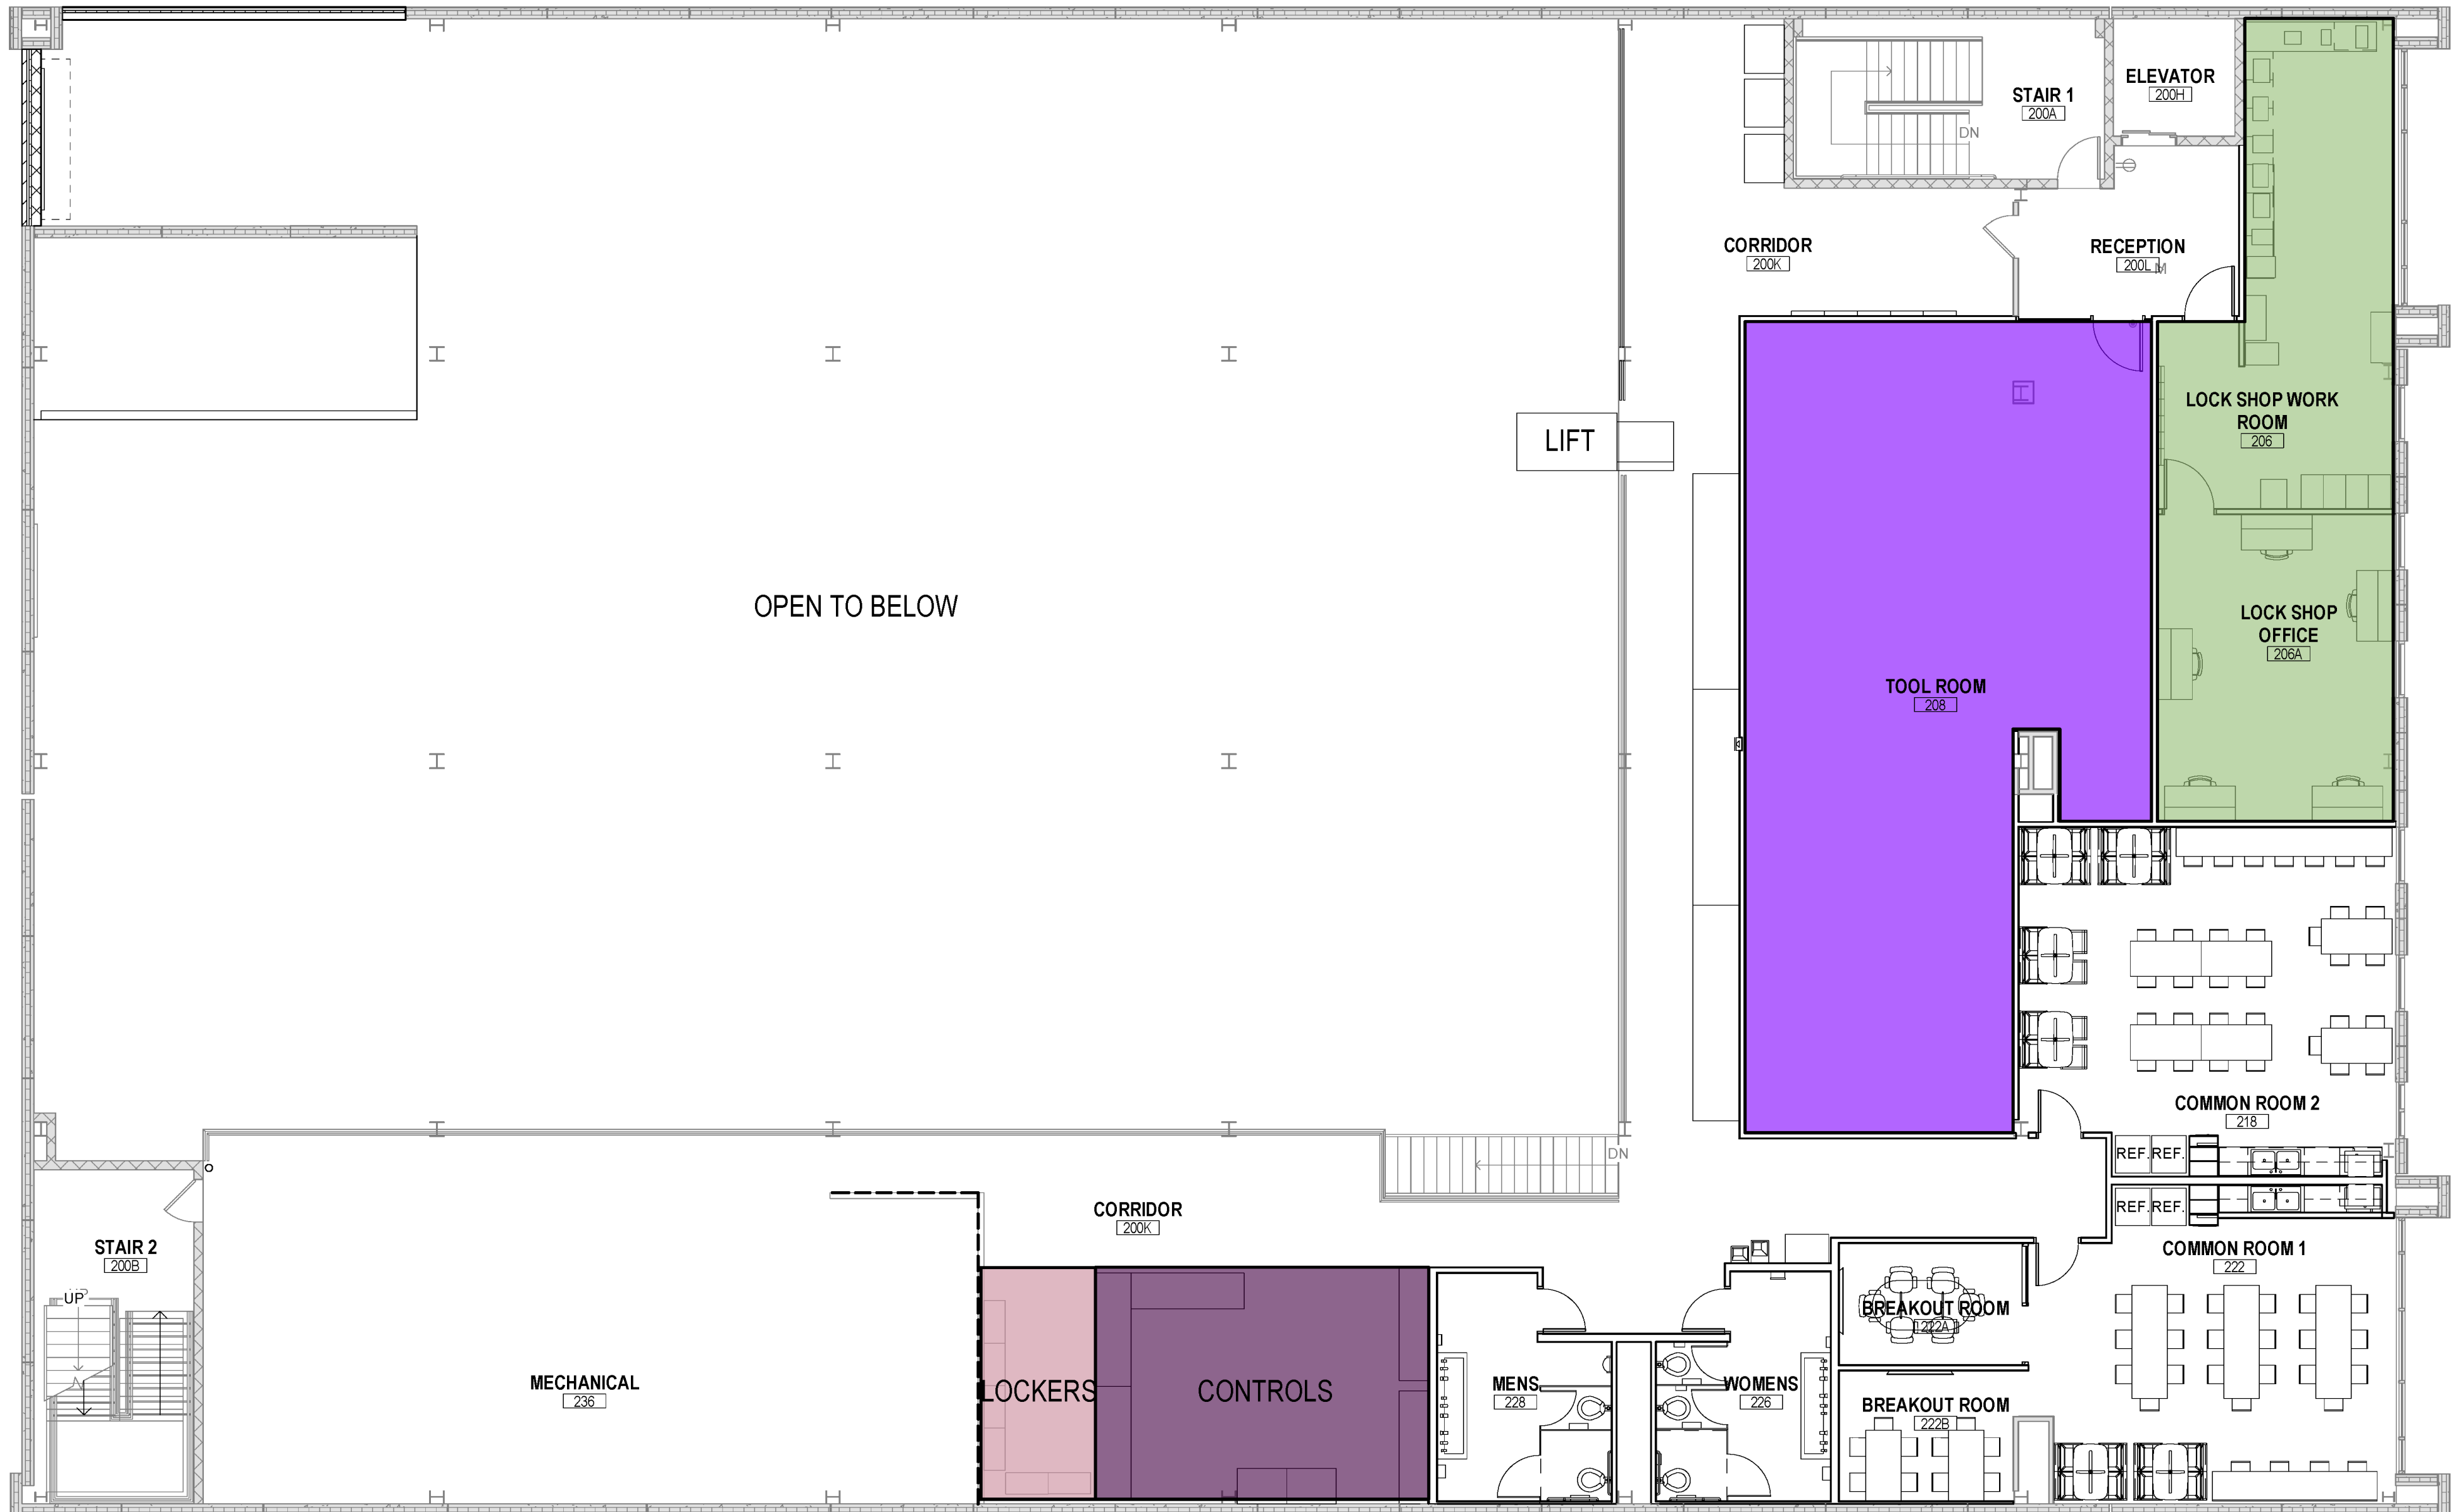 STAIR 1
200A
DN
ELEVATOR
200H
CORRIDOR
200K
RECEPTION
200L
LOCK SHOP WORK
ROOM
206
LIFT
OPEN TO BELOW
LOCK SHOP
OFFICE
206A
TOOL ROOM
208
COMMON ROOM 2
218
REF. REF.
DN
REF. REF.
CORRIDOR
200K
STAIR 2
200B
UP
COMMON ROOM 1
222
BREAKOUT ROOM
222A
MECHANICAL
236
LOCKERS
CONTROLS
MENS
228
WOMENS
226
BREAKOUT ROOM
222B